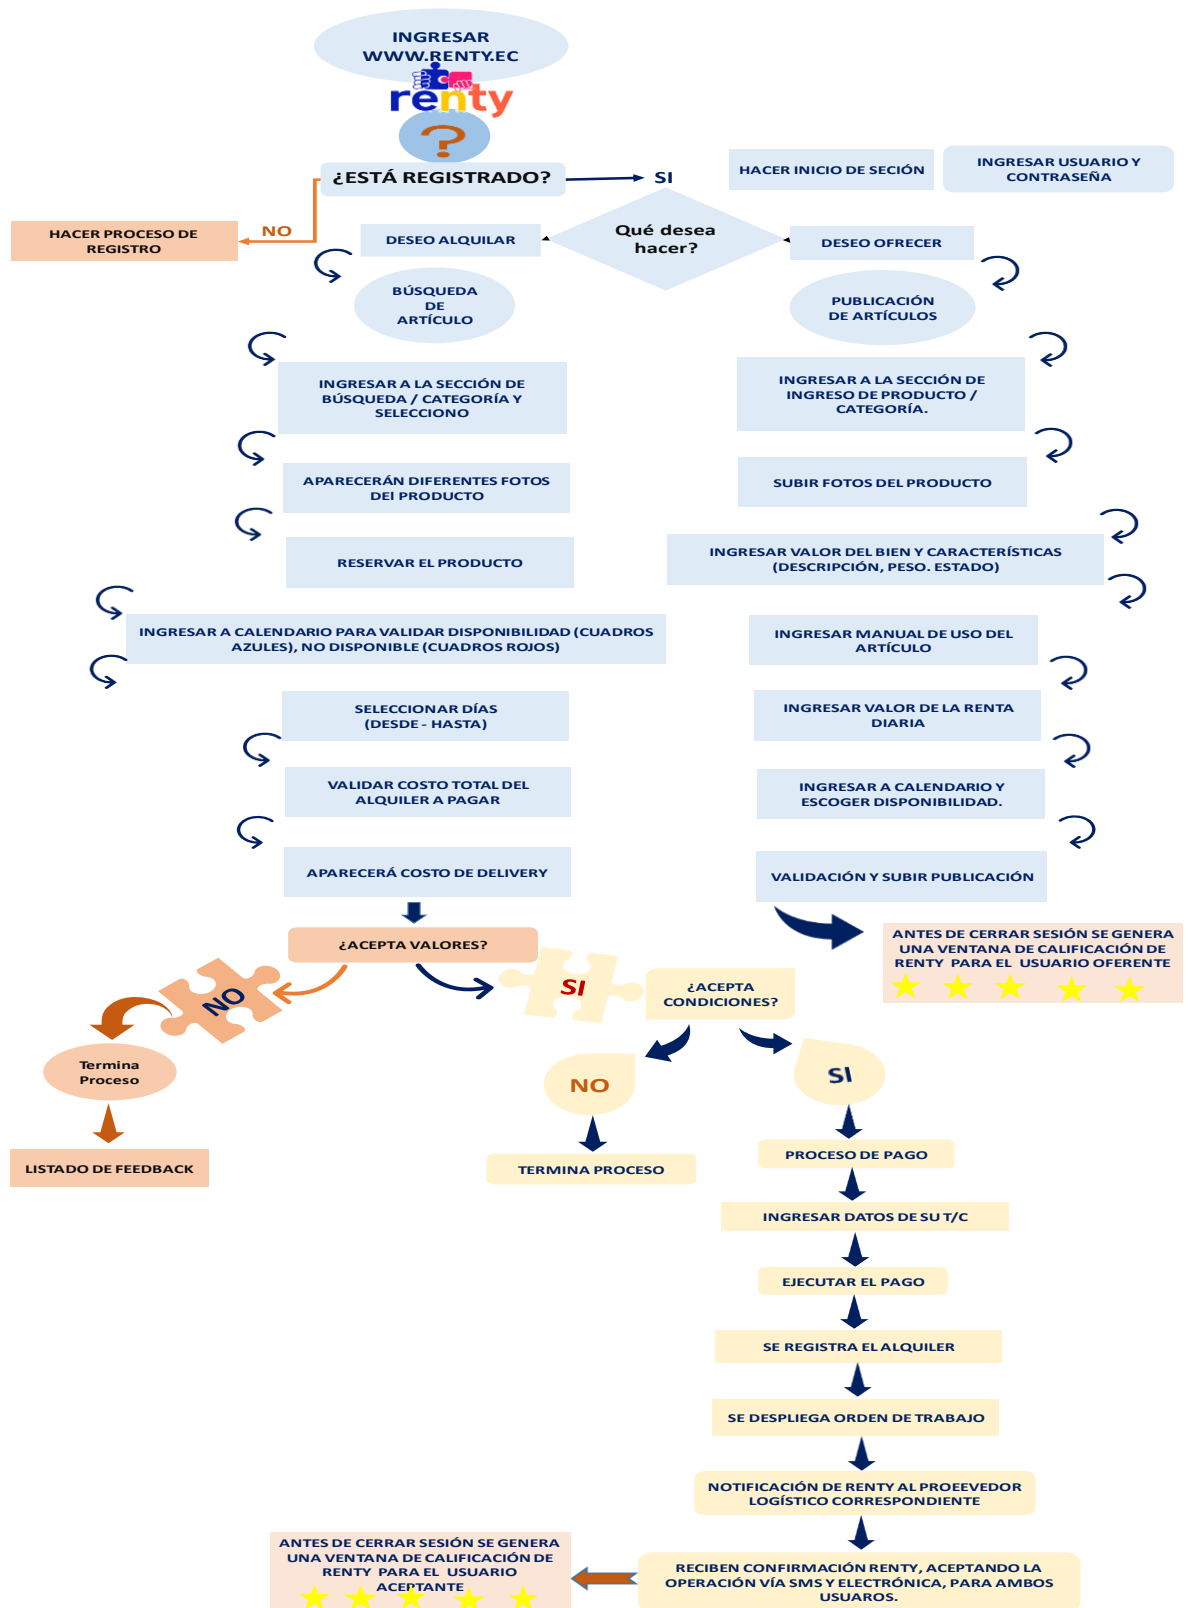 INGRESAR
WWW.RENTY.EC
renty
?
¿ESTÁ REGISTRADO?
SI
HACER INICIO DE SECIÓN
INGRESAR USUARIO Y
CONTRASEÑA
NO
HACER PROCESO DE
REGISTRO
Qué desea
hacer?
DESEO ALQUILAR
DESEO OFRECER
BÚSQUEDA
DE
ARTÍCULO
PUBLICACIÓN
DE ARTÍCULOS
INGRESAR A LA SECCIÓN DE
BÚSQUEDA / CATEGORÍA Y
SELECCIONO
INGRESAR A LA SECCIÓN DE
INGRESO DE PRODUCTO /
CATEGORÍA.
APARECERÁN DIFERENTES FOTOS
DEl PRODUCTO
SUBIR FOTOS DEL PRODUCTO
RESERVAR EL PRODUCTO
INGRESAR VALOR DEL BIEN Y CARACTERÍSTICAS
(DESCRIPCIÓN, PESO. ESTADO)
INGRESAR A CALENDARIO PARA VALIDAR DISPONIBILIDAD (CUADROS
AZULES), NO DISPONIBLE (CUADROS ROJOS)
INGRESAR MANUAL DE USO DEL
ARTÍCULO
SELECCIONAR DÍAS
(DESDE - HASTA)
INGRESAR VALOR DE LA RENTA
DIARIA
VALIDAR COSTO TOTAL DEL
ALQUILER A PAGAR
INGRESAR A CALENDARIO Y
ESCOGER DISPONIBILIDAD.
APARECERÁ COSTO DE DELIVERY
VALIDACIÓN Y SUBIR PUBLICACIÓN
¿ACEPTA VALORES?
ANTES DE CERRAR SESIÓN SE GENERA
UNA VENTANA DE CALIFICACIÓN DE
RENTY PARA EL USUARIO OFERENTE
NO
SI
¿ACEPTA
CONDICIONES?
Termina
Proceso
NO
SI
LISTADO DE FEEDBACK
TERMINA PROCESO
PROCESO DE PAGO
INGRESAR DATOS DE SU T/C
EJECUTAR EL PAGO
SE REGISTRA EL ALQUILER
SE DESPLIEGA ORDEN DE TRABAJO
NOTIFICACIÓN DE RENTY AL PROEEVEDOR
LOGÍSTICO CORRESPONDIENTE
ANTES DE CERRAR SESIÓN SE GENERA
UNA VENTANA DE CALIFICACIÓN DE
RENTY PARA EL USUARIO
ACEPTANTE
RECIBEN CONFIRMACIÓN RENTY, ACEPTANDO LA
OPERACIÓN VÍA SMS Y ELECTRÓNICA, PARA AMBOS
USUAROS.